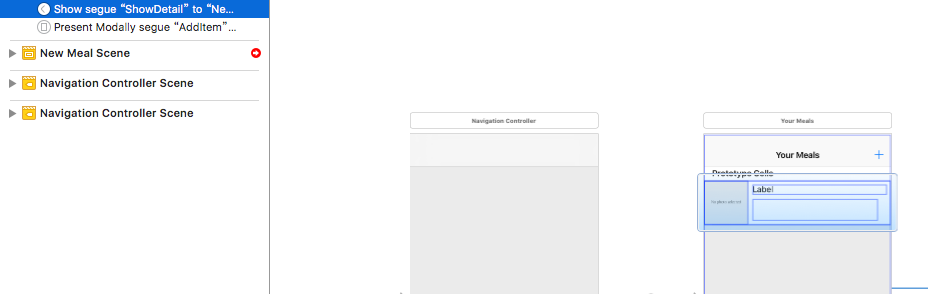 Show segue “ShowDetail” to “Ne...
Present Modally segue “AddItem”...
New Meal Scene
Navigation Controller Scene
Navigation Controller Scene
Navigation Controller
Your Meals
Your Meals +
Prototype Cells
Label